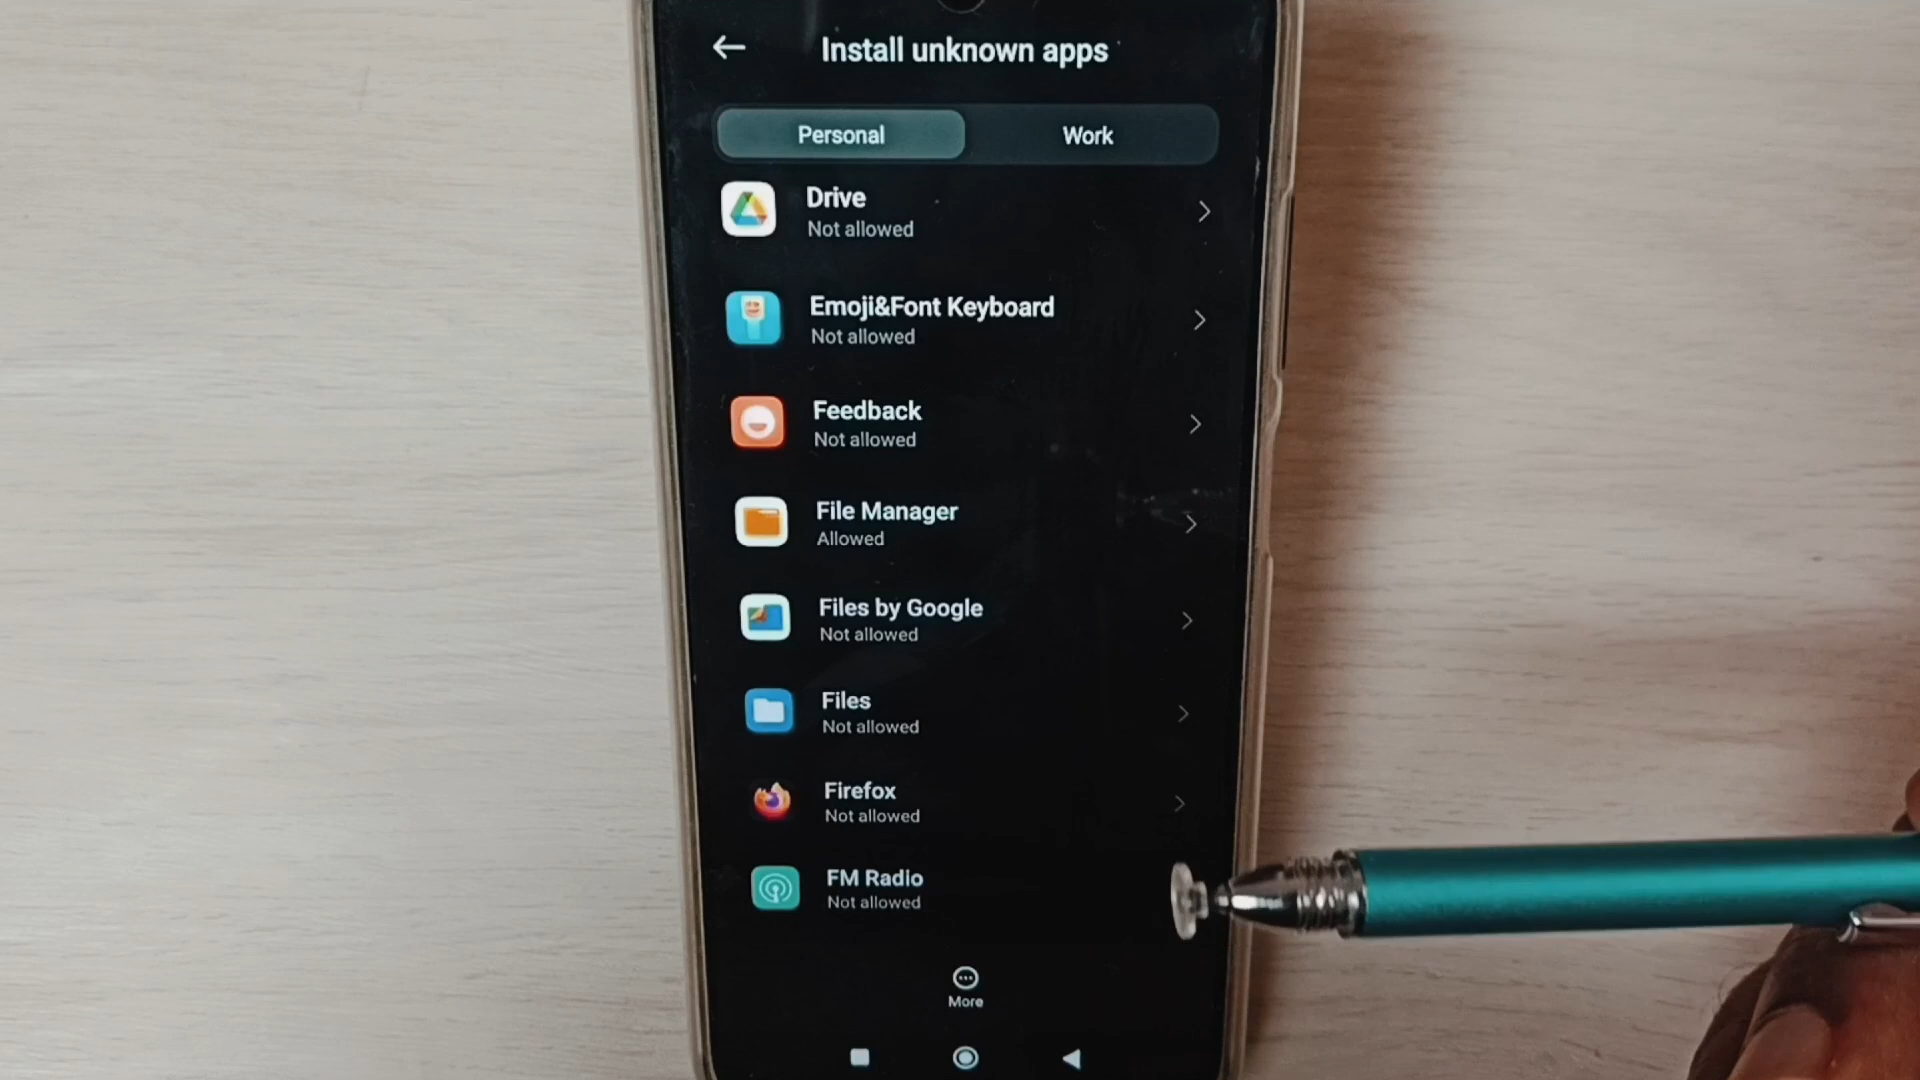 Install unknown apps
Personal
Work
Drive
Not allowed
Emoji&Font Keyboard
Not allowed
Feedback
Not allowed
File Manager
Allowed
Files by Google
Not allowed
Files
Not allowed
Firefox
Not allowed
FM Radio
Not allowed
More